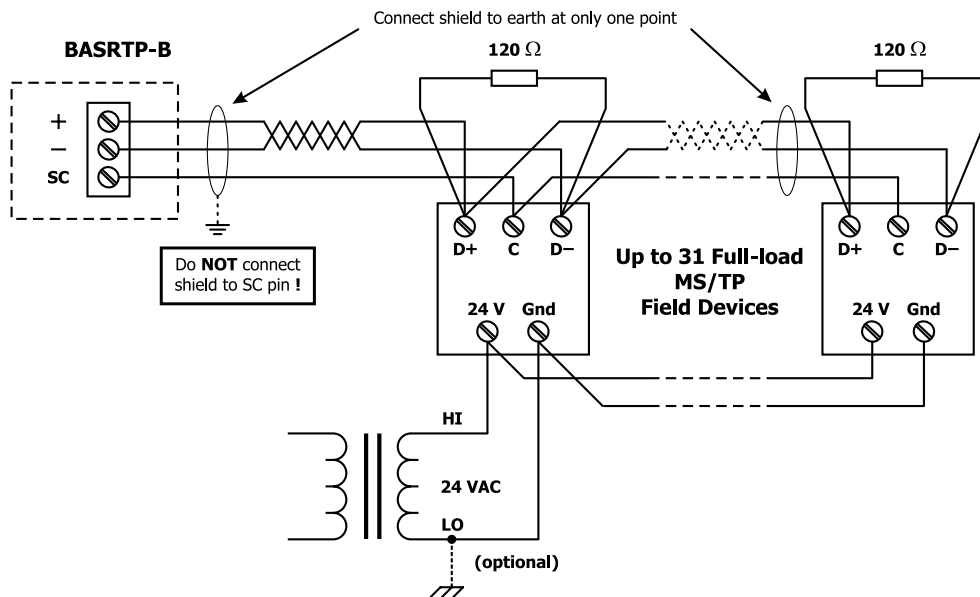 Connect shield to earth at only one point
BASRTP-B
120 Ω
120 Ω
+
−
SC
Do NOT connect
shield to SC pin !
D+ C D−
24 V Gnd
Up to 31 Full-load
MS/TP
Field Devices
D+ C D−
24 V Gnd
HI
24 VAC
LO
(optional)